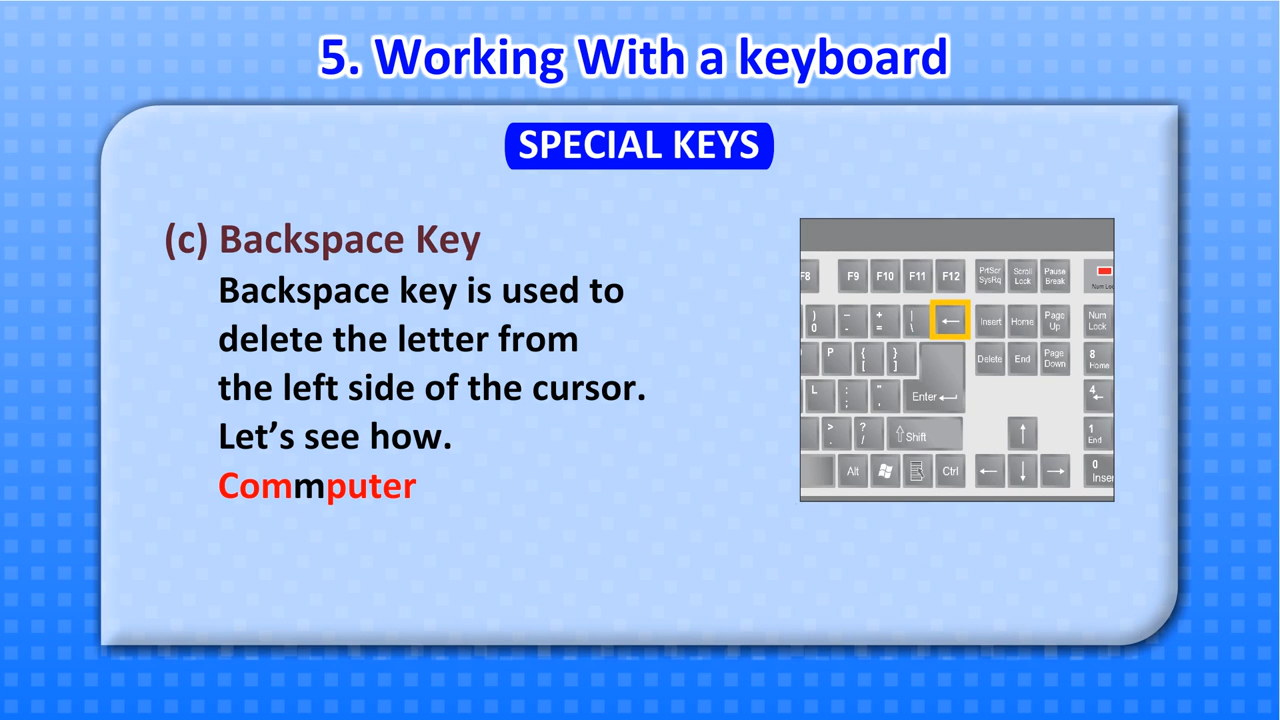 5. Working With a keyboard
SPECIAL KEYS
(c) Backspace Key
Backspace key is used to
delete the letter from
the left side of the cursor.
Let's see how.
Commputer
F8 F9 F10 F11 F12 PrtScr SysRq Scroll Lock Pause Break Num Loc
) 0 _ - + = | \ ← Insert Home Page Up Num Lock
P { [ } ] Delete End Page Down 8 Home
L : ; " ' Enter 4
> . ? / Shift ↑ 1 End
Alt Ctrl ← ↓ → 0 Inser